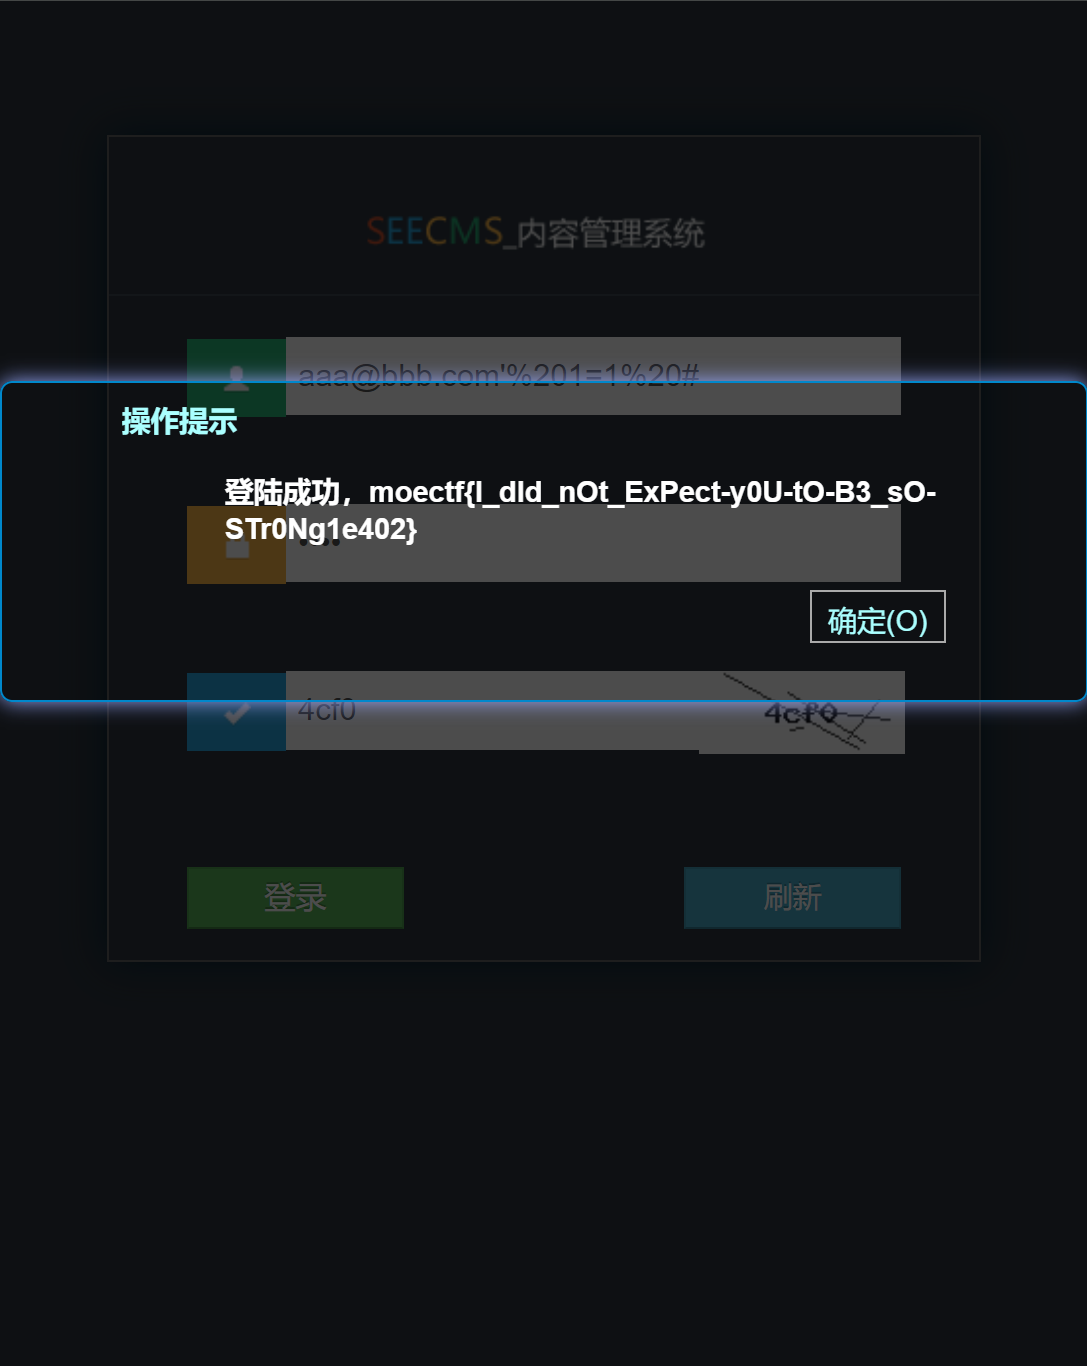 SEECMS_内容管理系统
aaa@bbb.com'%201=1%20#
操作提示
登陆成功，moectf{I_dId_nOt_ExPect-y0U-tO-B3_sO-
STr0Ng1e402}
确定(O)
4cf0
4cf0
登录
刷新